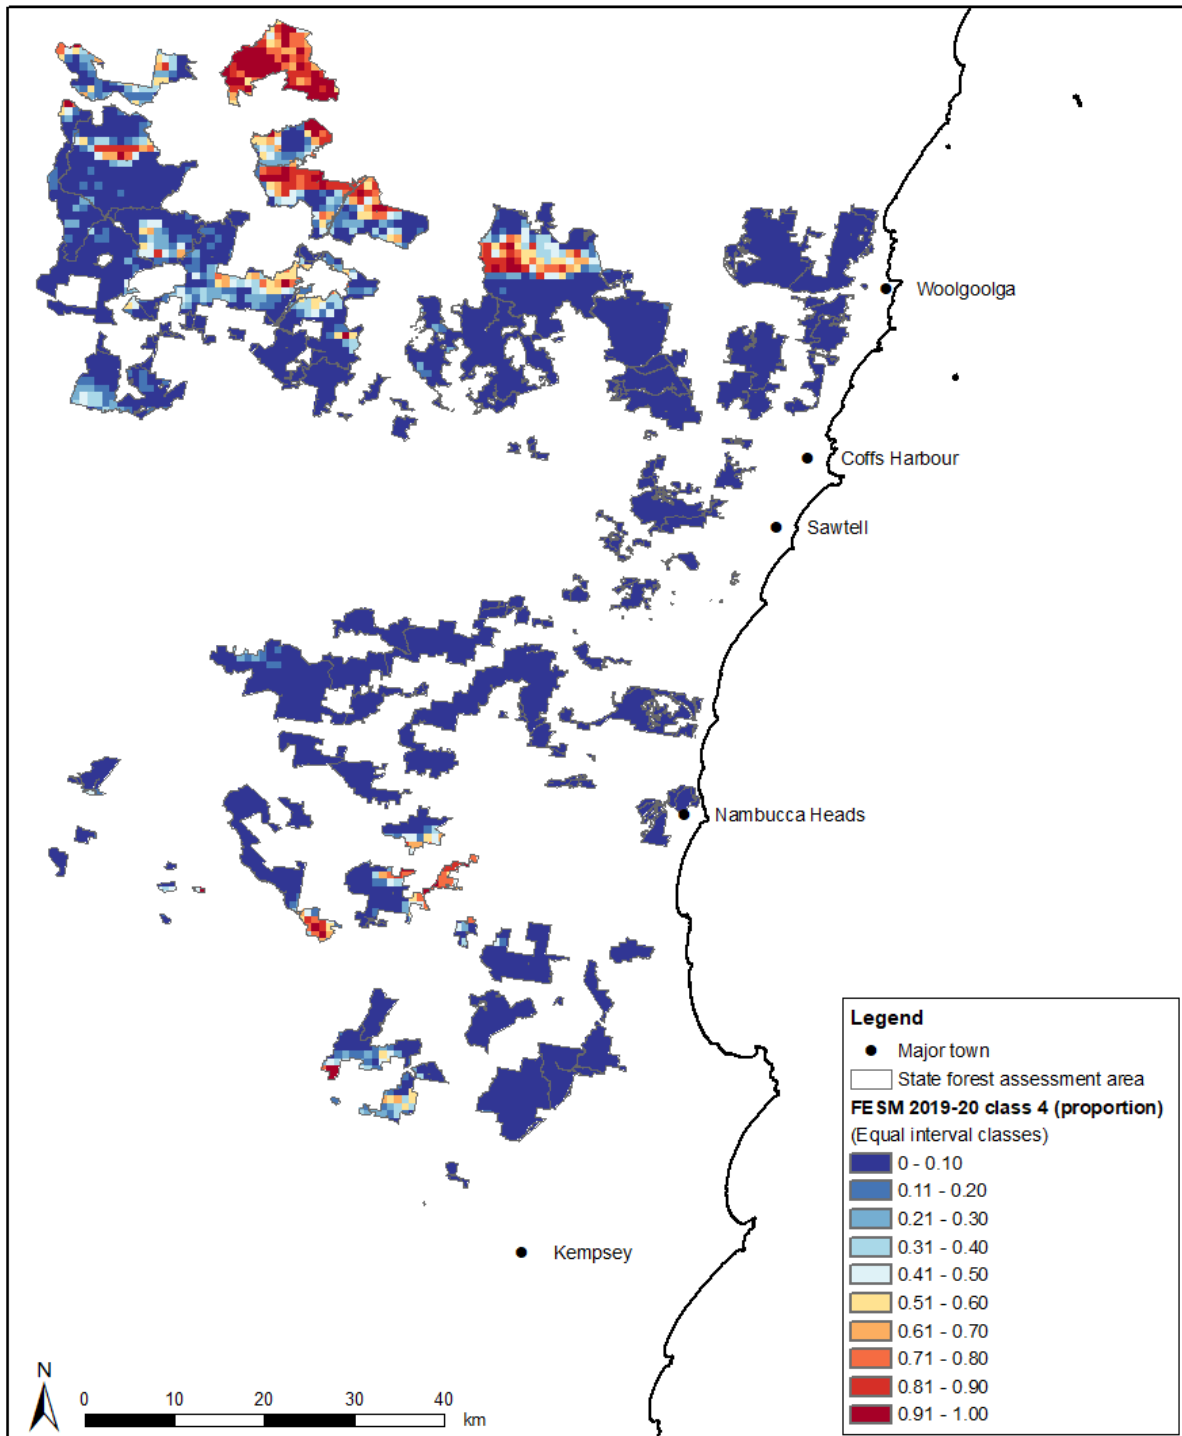 Woolgoolga
Coffs Harbour
Sawtell
Nambucca Heads
Kempsey
Legend
Major town
State forest assessment area
FESM 2019-20 class 4 (proportion)
(Equal interval classes)
0 - 0.10
0.11 - 0.20
0.21 - 0.30
0.31 - 0.40
0.41 - 0.50
0.51 - 0.60
0.61 - 0.70
0.71 - 0.80
0.81 - 0.90
0.91 - 1.00
N
0 10 20 30 40
km